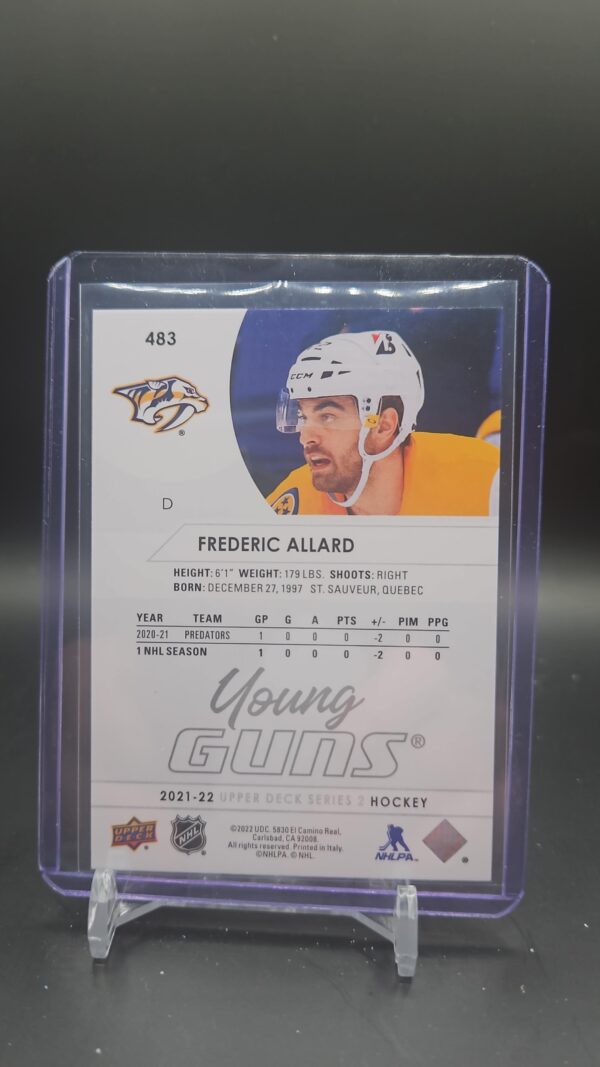 483
CCM
D
FREDERIC ALLARD
HEIGHT: 6'1" WEIGHT: 179 LBS. SHOOTS: RIGHT
BORN: DECEMBER 27, 1997 ST. SAUVEUR, QUEBEC
YEAR TEAM GP G A PTS +/- PIM PPG
2020-21 PREDATORS 1 0 0 0 -2 0 0
1 NHL SEASON 1 0 0 0 -2 0 0
Young
GUNS®
2021-22 UPPER DECK SERIES 2 HOCKEY
UPPER DECK
NHL
©2022 UDC. 5830 El Camino Real,
Carlsbad, CA 92008.
All rights reserved. Printed in Italy.
©NHLPA. © NHL.
NHLPA